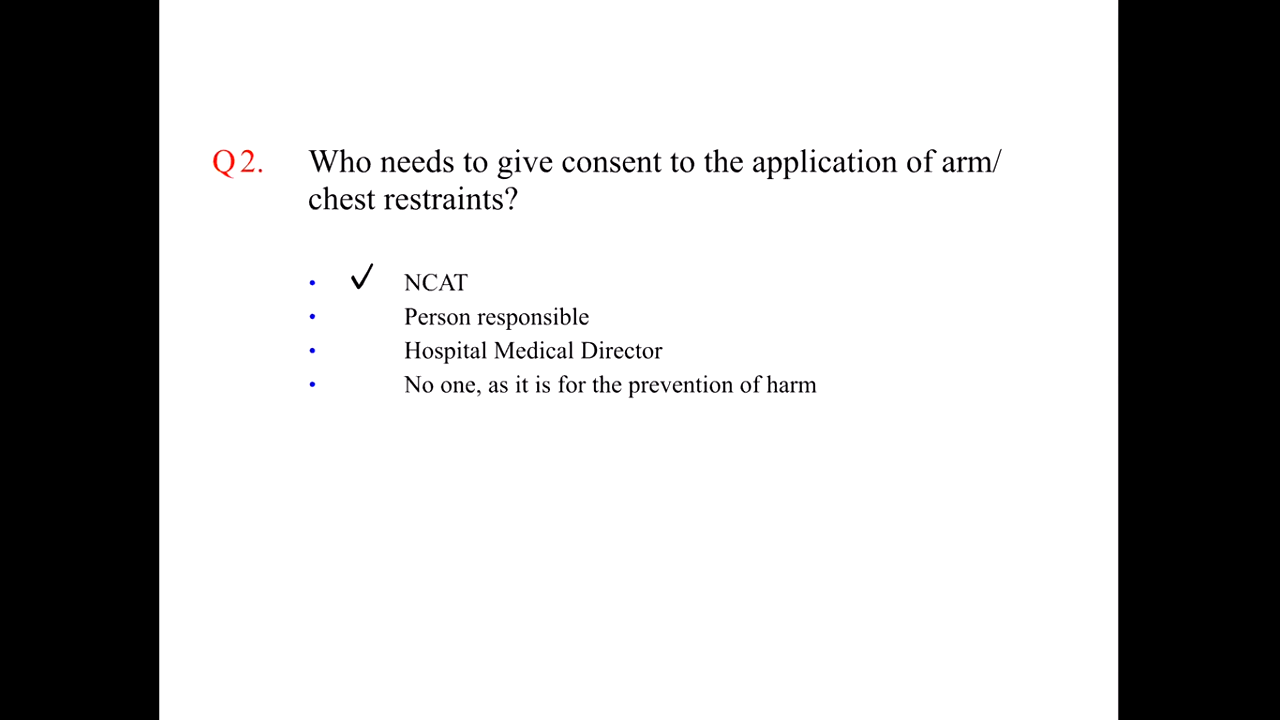 Q2. Who needs to give consent to the application of arm/
chest restraints?
• ✓ NCAT
• Person responsible
• Hospital Medical Director
• No one, as it is for the prevention of harm